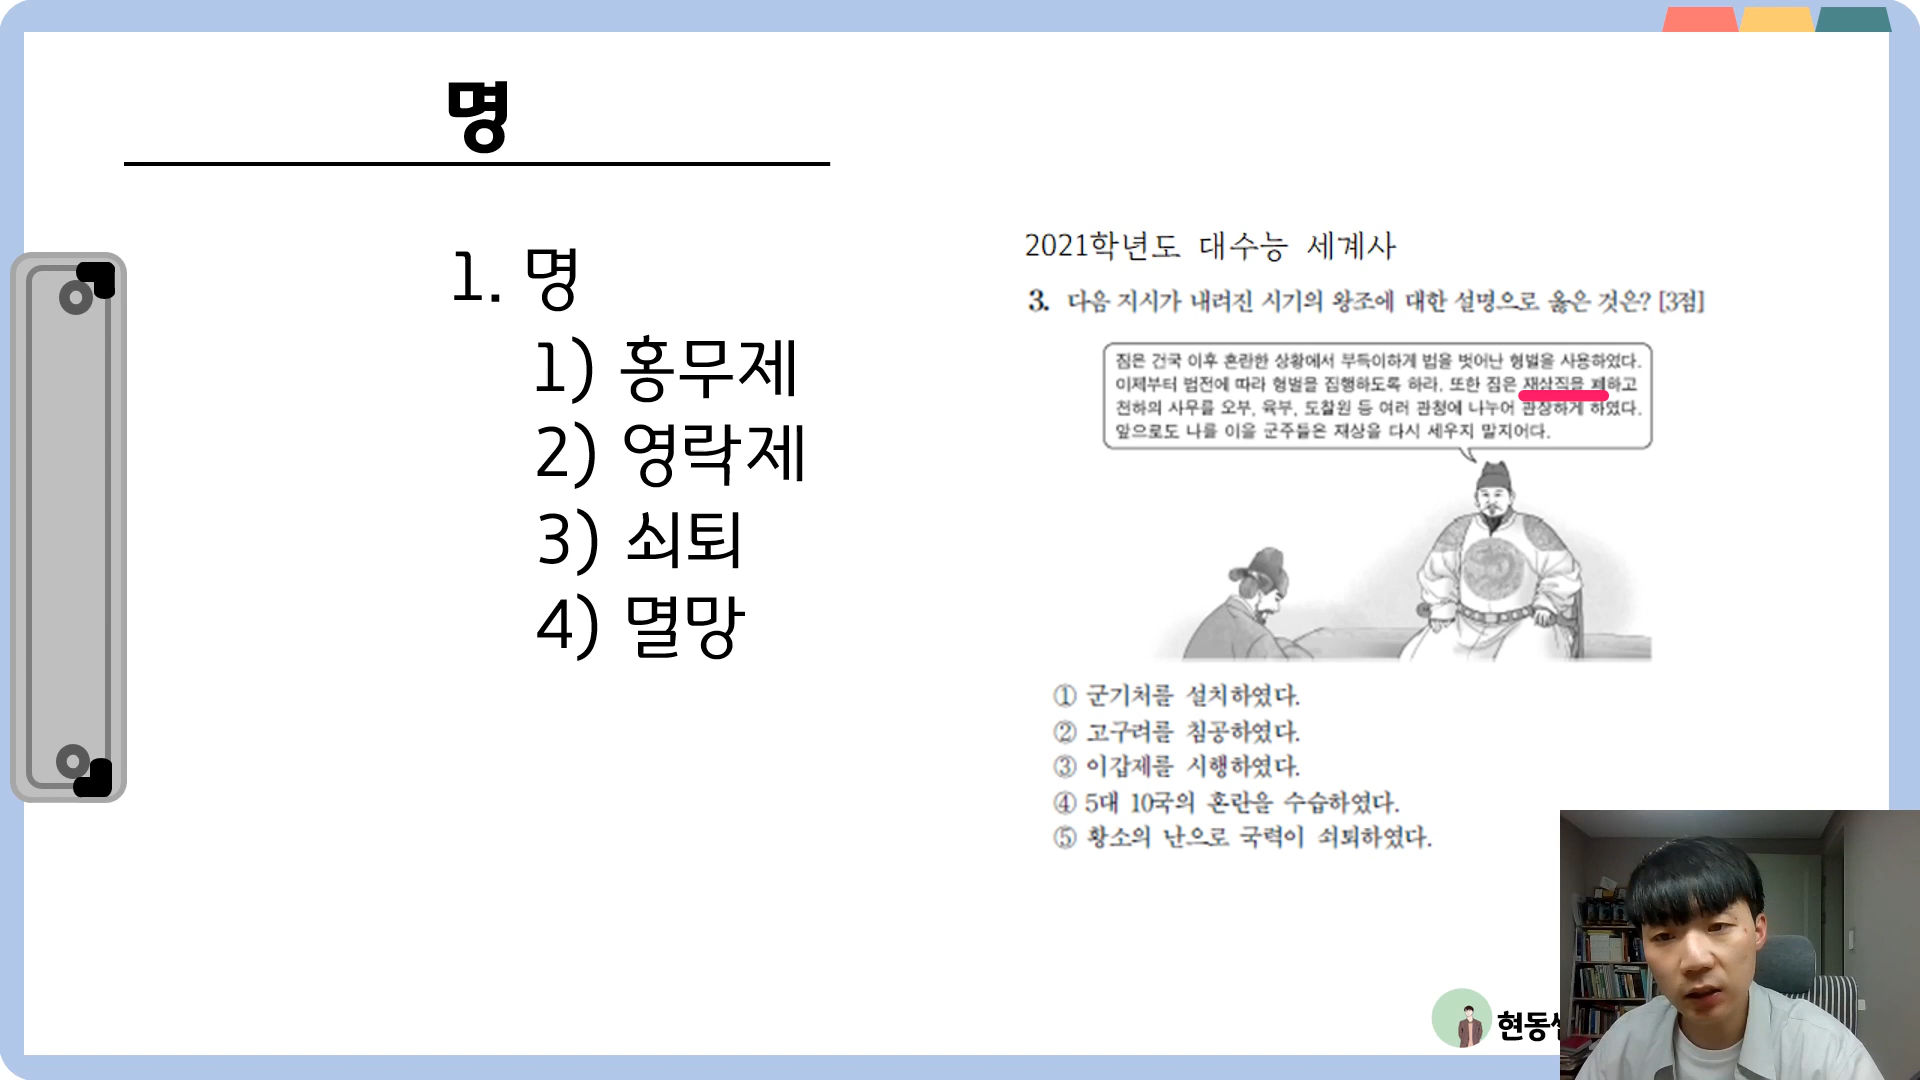 명
1. 명
1) 홍무제
2) 영락제
3) 쇠퇴
4) 멸망
2021학년도 대수능 세계사
3. 다음 지시가 내려진 시기의 왕조에 대한 설명으로 옳은 것은? [3점]
짐은 건국 이후 혼란한 상황에서 부득이하게 법을 벗어난 형벌을 사용하였다.
이제부터 법전에 따라 형벌을 집행하도록 하라. 또한 짐은 재상직을 폐하고
천하의 사무를 오부, 육부, 도찰원 등 여러 관청에 나누어 관장하게 하였다.
앞으로도 나를 이을 군주들은 재상을 다시 세우지 말지어다.
① 군기처를 설치하였다.
② 고구려를 침공하였다.
③ 이갑제를 시행하였다.
④ 5대 10국의 혼란을 수습하였다.
⑤ 황소의 난으로 국력이 쇠퇴하였다.